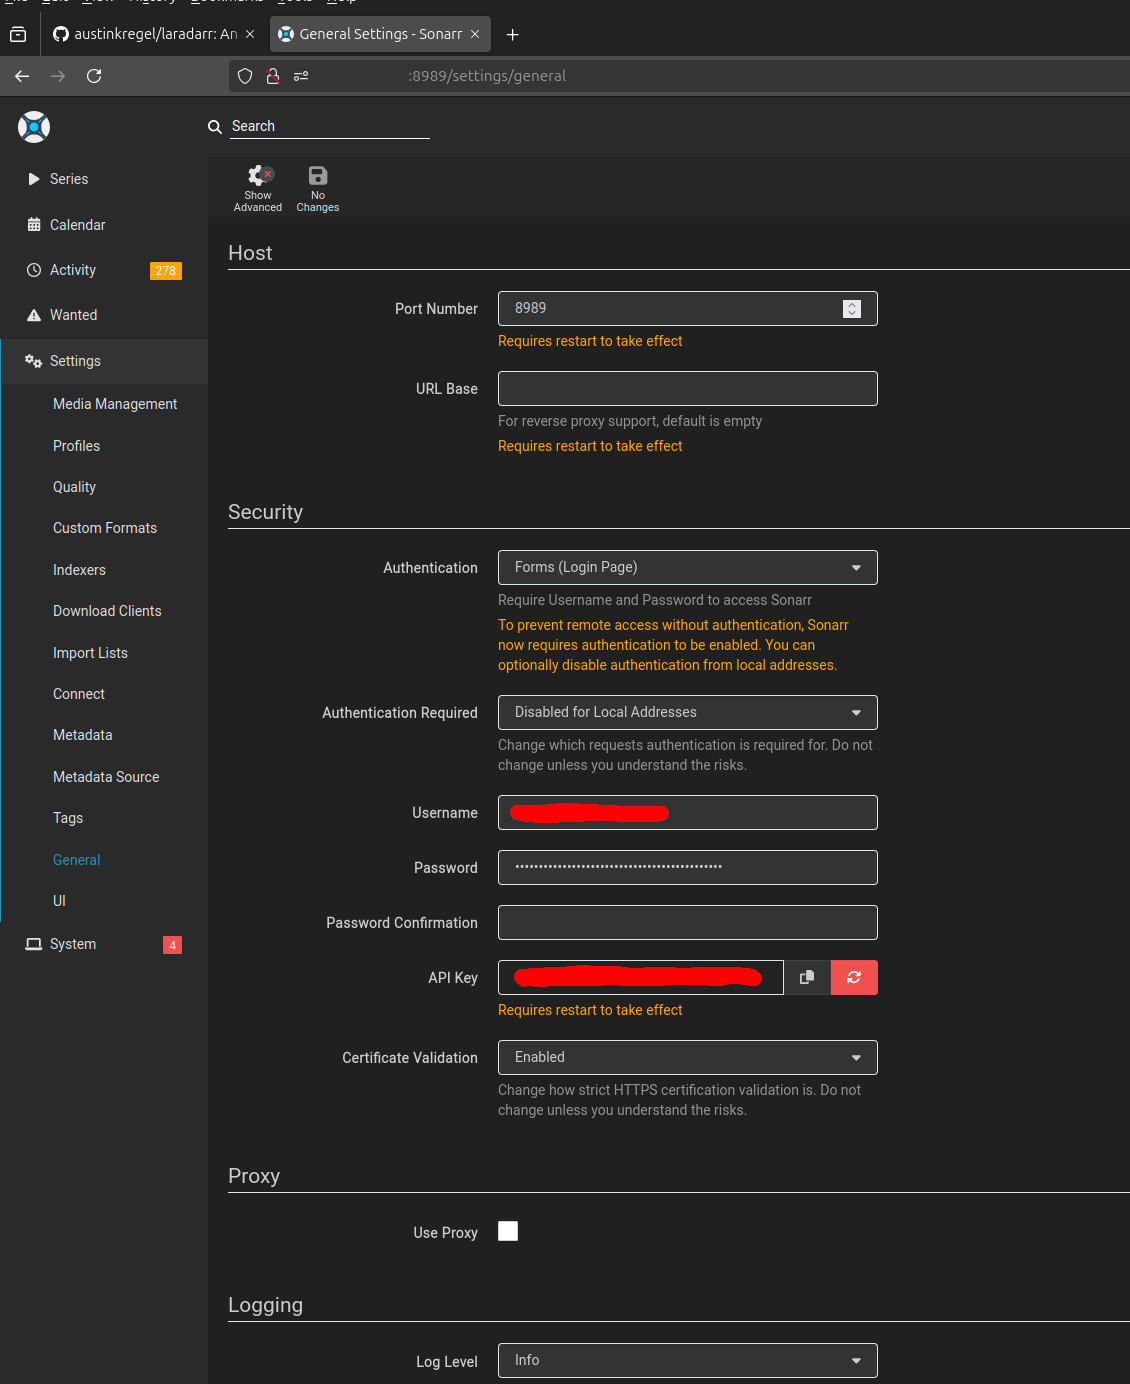 austinkregel/laradarr: An
General Settings - Sonarr
:8989/settings/general
Search
Series
Calendar
Activity 278
Wanted
Settings
Media Management
Profiles
Quality
Custom Formats
Indexers
Download Clients
Import Lists
Connect
Metadata
Metadata Source
Tags
General
UI
System 4
Show
Advanced
No
Changes
Host
Port Number 8989
Requires restart to take effect
URL Base
For reverse proxy support, default is empty
Requires restart to take effect
Security
Authentication Forms (Login Page)
Require Username and Password to access Sonarr
To prevent remote access without authentication, Sonarr
now requires authentication to be enabled. You can
optionally disable authentication from local addresses.
Authentication Required Disabled for Local Addresses
Change which requests authentication is required for. Do not
change unless you understand the risks.
Username
Password
Password Confirmation
API Key
Requires restart to take effect
Certificate Validation Enabled
Change how strict HTTPS certification validation is. Do not
change unless you understand the risks.
Proxy
Use Proxy
Logging
Log Level Info